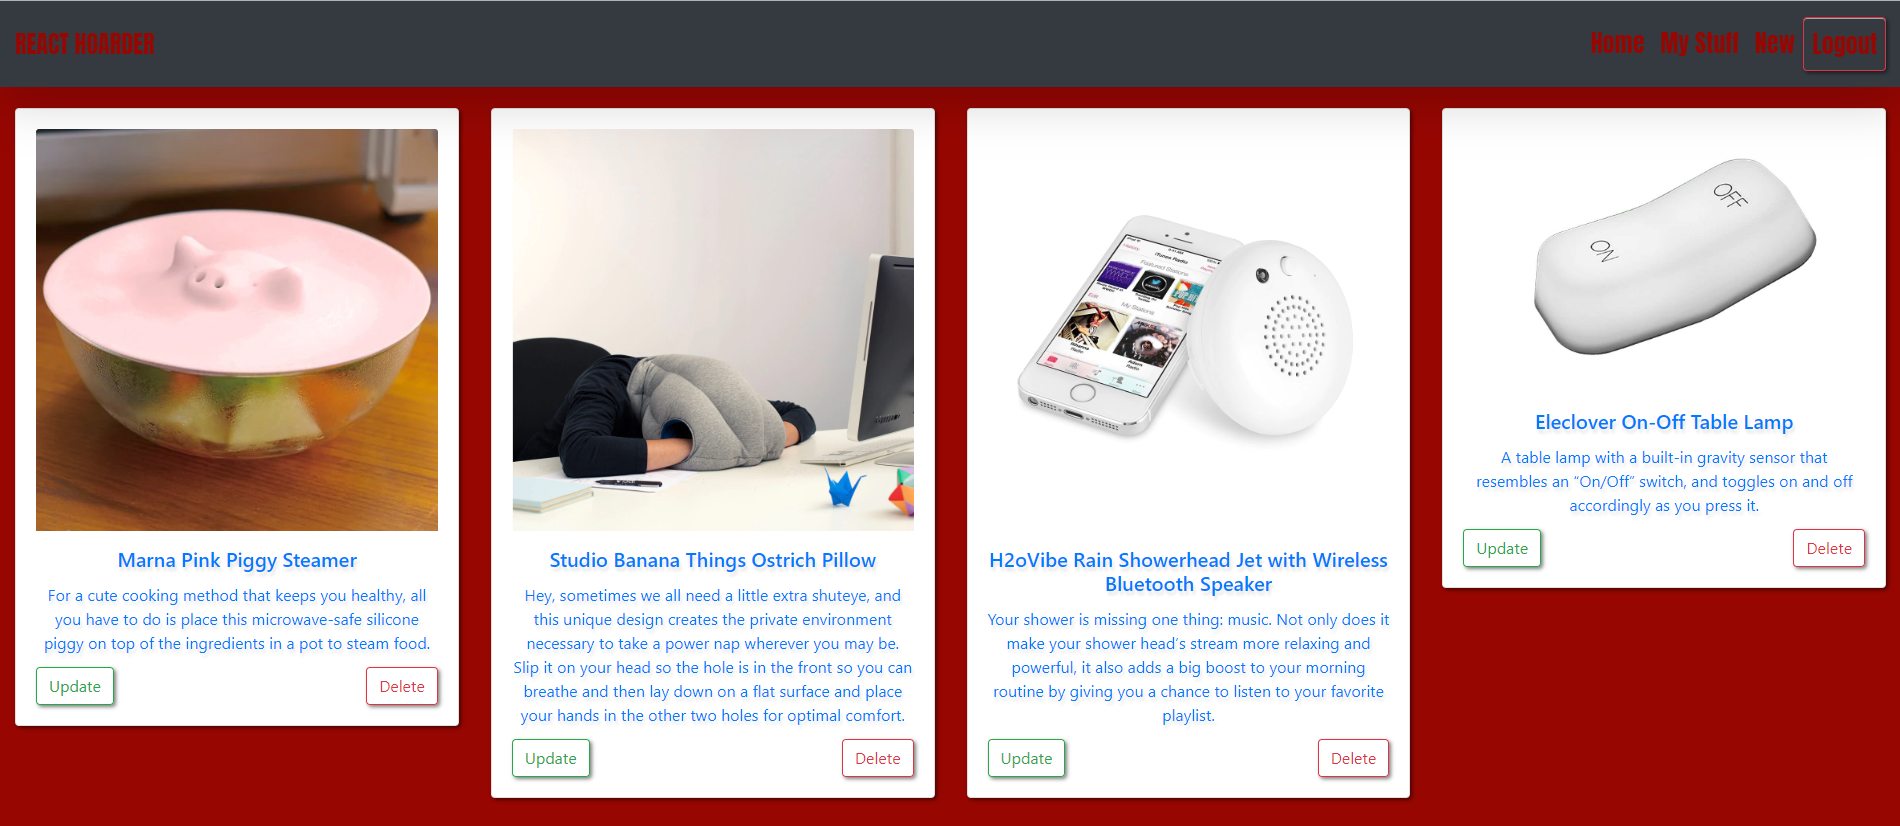 REACT HOARDER
Home My Stuff New Logout
Marna Pink Piggy Steamer
For a cute cooking method that keeps you healthy, all
you have to do is place this microwave-safe silicone
piggy on top of the ingredients in a pot to steam food.
Update Delete
Studio Banana Things Ostrich Pillow
Hey, sometimes we all need a little extra shuteye, and
this unique design creates the private environment
necessary to take a power nap wherever you may be.
Slip it on your head so the hole is in the front so you can
breathe and then lay down on a flat surface and place
your hands in the other two holes for optimal comfort.
Update Delete
iTunes Radio
Featured Stations
My Stations
H2oVibe Rain Showerhead Jet with Wireless
Bluetooth Speaker
Your shower is missing one thing: music. Not only does it
make your shower head’s stream more relaxing and
powerful, it also adds a big boost to your morning
routine by giving you a chance to listen to your favorite
playlist.
Update Delete
OFF
ON
Eleclover On-Off Table Lamp
A table lamp with a built-in gravity sensor that
resembles an “On/Off” switch, and toggles on and off
accordingly as you press it.
Update Delete